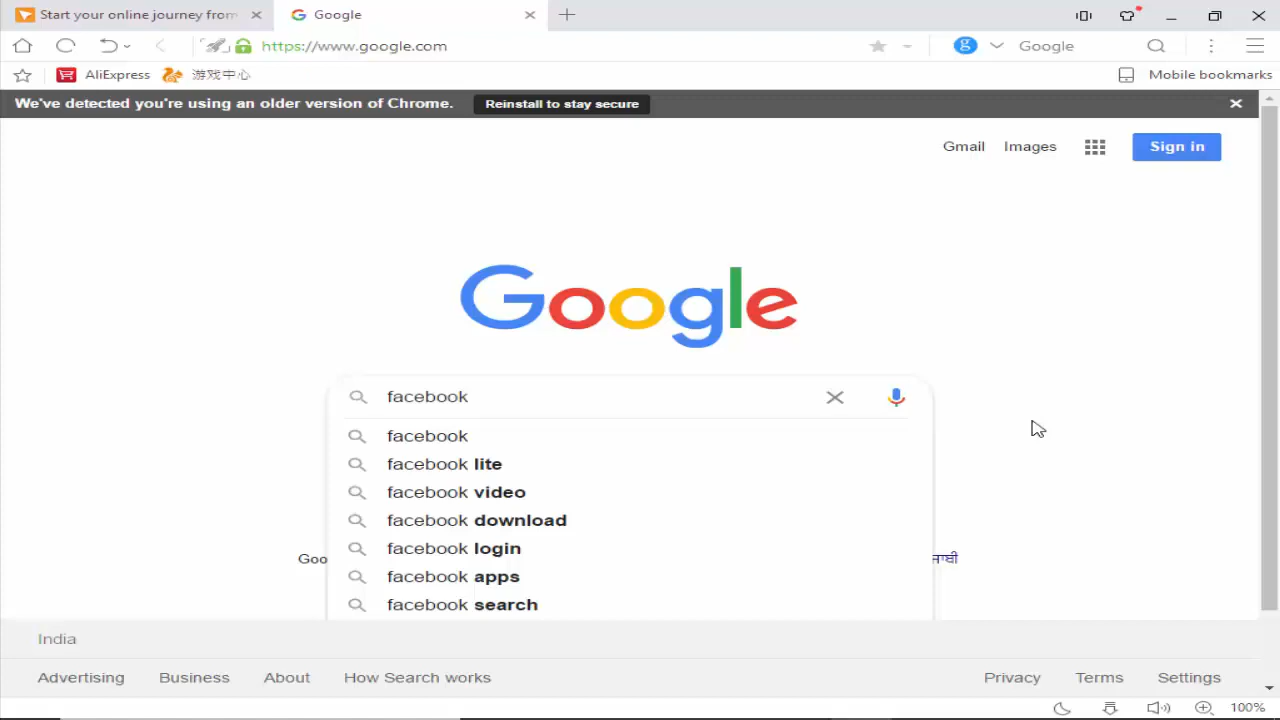 Start your online journey from
Google
https://www.google.com
Google
AliExpress
游戏中心
Mobile bookmarks
We've detected you're using an older version of Chrome.
Reinstall to stay secure
Gmail
Images
Sign in
Google
facebook
facebook
facebook lite
facebook video
facebook download
facebook login
facebook apps
facebook search
Goo
India
Advertising
Business
About
How Search works
Privacy
Terms
Settings
100%